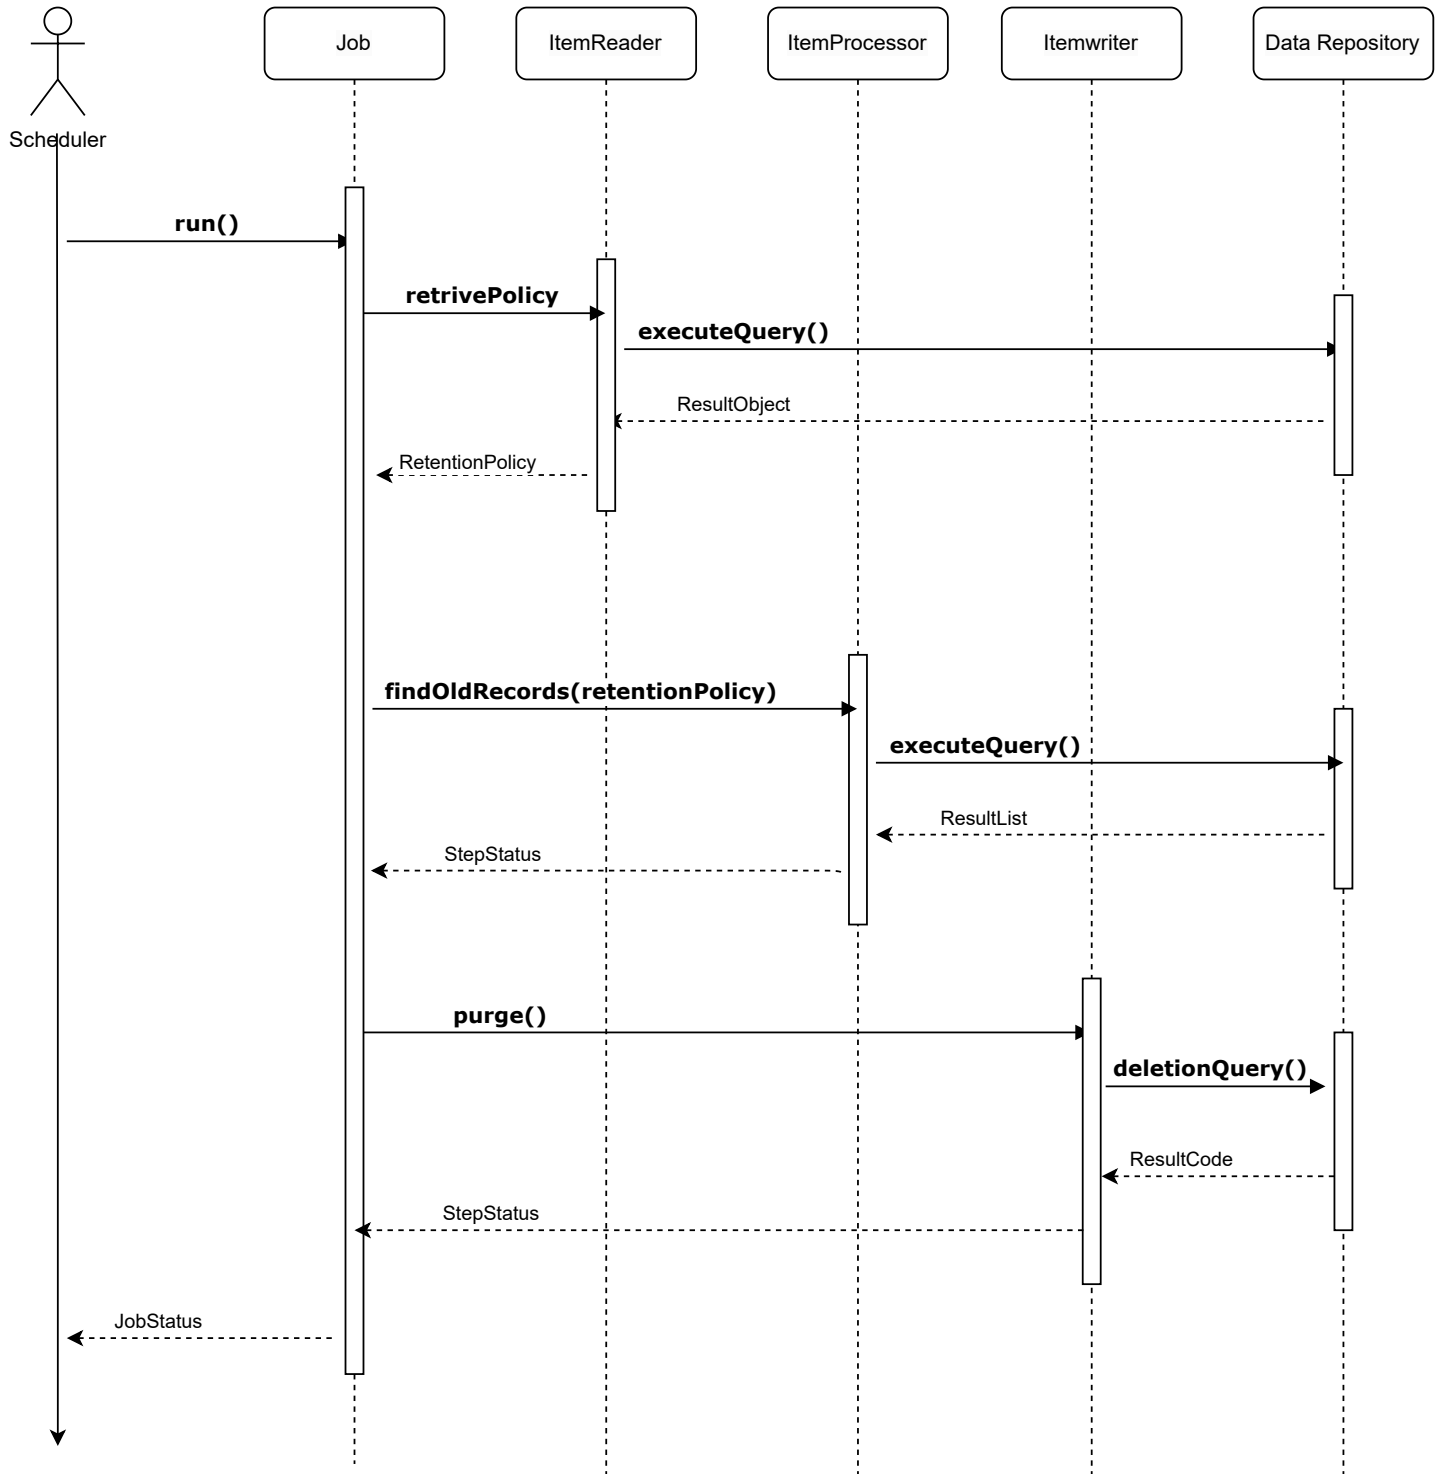 Job
ItemReader
ItemProcessor
Itemwriter
Data Repository
Scheduler
run()
retrivePolicy
executeQuery()
ResultObject
RetentionPolicy
findOldRecords(retentionPolicy)
executeQuery()
ResultList
StepStatus
purge()
deletionQuery()
ResultCode
StepStatus
JobStatus